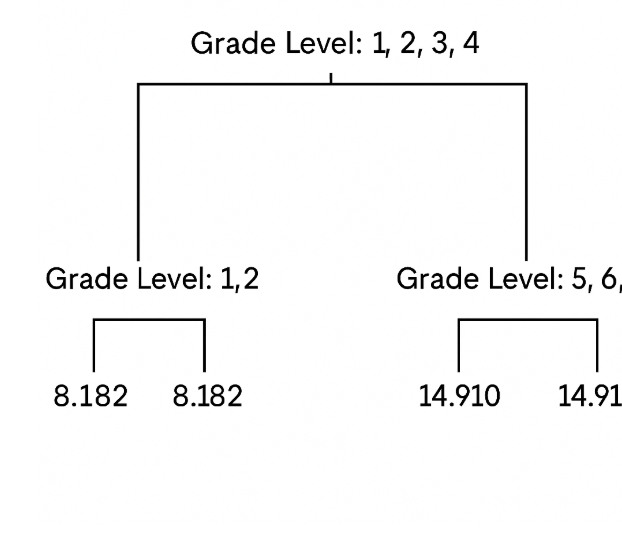 Grade Level: 1, 2, 3, 4
Grade Level: 1,2
Grade Level: 5, 6,
8.182
8.182
14.910
14.91